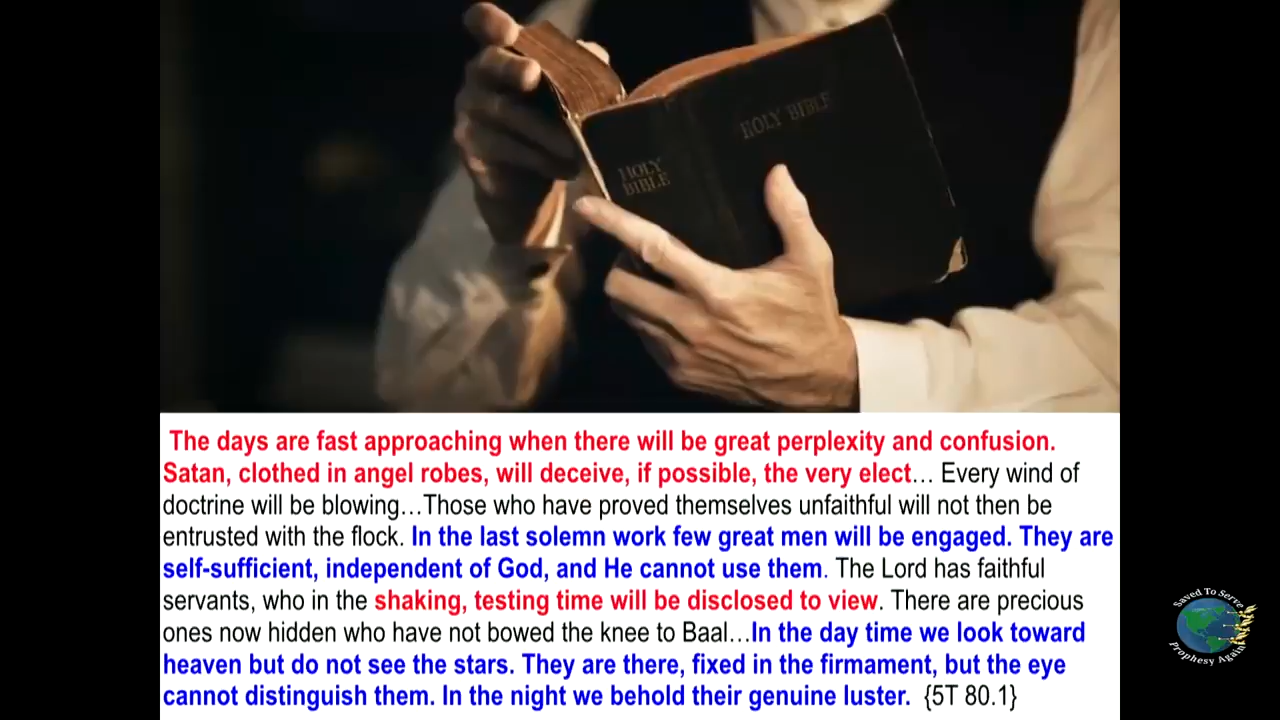 HOLY BIBLE
HOLY
BIBLE
The days are fast approaching when there will be great perplexity and confusion.
Satan, clothed in angel robes, will deceive, if possible, the very elect… Every wind of
doctrine will be blowing…Those who have proved themselves unfaithful will not then be
entrusted with the flock. In the last solemn work few great men will be engaged. They are
self-sufficient, independent of God, and He cannot use them. The Lord has faithful
servants, who in the shaking, testing time will be disclosed to view. There are precious
ones now hidden who have not bowed the knee to Baal…In the day time we look toward
heaven but do not see the stars. They are there, fixed in the firmament, but the eye
cannot distinguish them. In the night we behold their genuine luster. {5T 80.1}
Saved To Serve
Prophesy Again